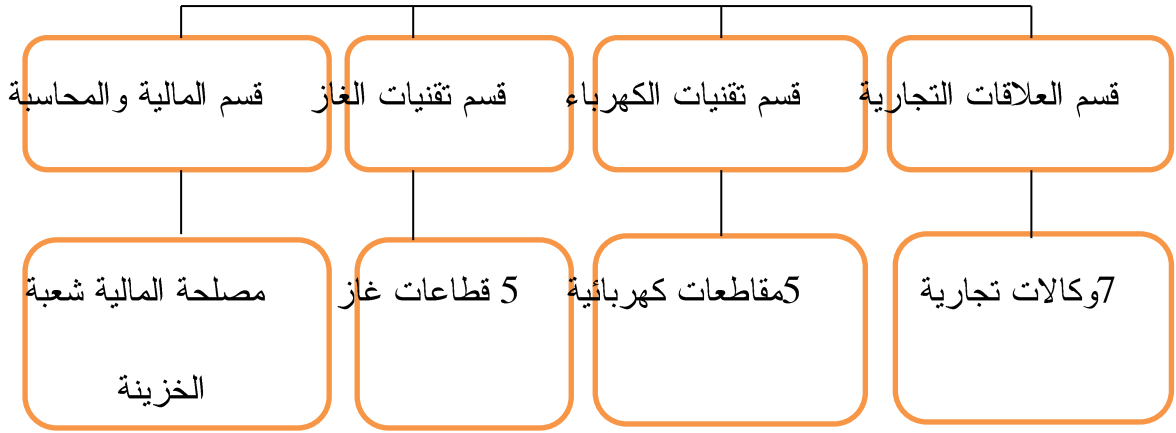 قسم العلاقات التجارية
قسم تقنيات الكهرباء
قسم تقنيات الغاز
قسم المالية والمحاسبة
7وكالات تجارية
5مقاطعات كهربائية
5 قطاعات غاز
مصلحة المالية شعبة
الخزينة